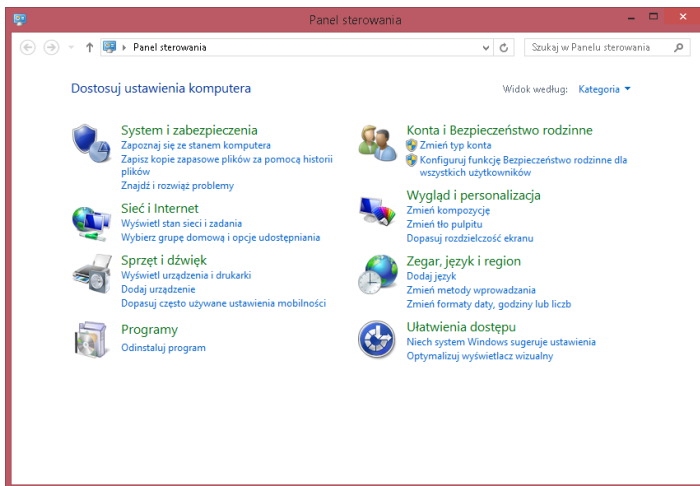 Panel sterowania
Panel sterowania
Szukaj w Panelu sterowania
Dostosuj ustawienia komputera
Widok według: Kategoria
System i zabezpieczenia
Zapoznaj się ze stanem komputera
Zapisz kopie zapasowe plików za pomocą historii
plików
Znajdź i rozwiąż problemy
Sieć i Internet
Wyświetl stan sieci i zadania
Wybierz grupę domową i opcje udostępniania
Sprzęt i dźwięk
Wyświetl urządzenia i drukarki
Dodaj urządzenie
Dopasuj często używane ustawienia mobilności
Programy
Odinstaluj program
Konta i Bezpieczeństwo rodzinne
Zmień typ konta
Konfiguruj funkcję Bezpieczeństwo rodzinne dla
wszystkich użytkowników
Wygląd i personalizacja
Zmień kompozycję
Zmień tło pulpitu
Dopasuj rozdzielczość ekranu
Zegar, język i region
Dodaj język
Zmień metody wprowadzania
Zmień formaty daty, godziny lub liczb
Ułatwienia dostępu
Niech system Windows sugeruje ustawienia
Optymalizuj wyświetlacz wizualny